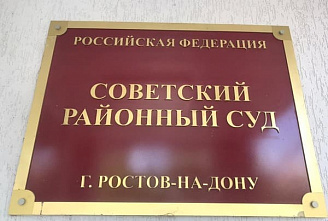 РОССИЙСКАЯ ФЕДЕРАЦИЯ
СОВЕТСКИЙ
РАЙОННЫЙ СУД
Г. РОСТОВ-НА-ДОНУ